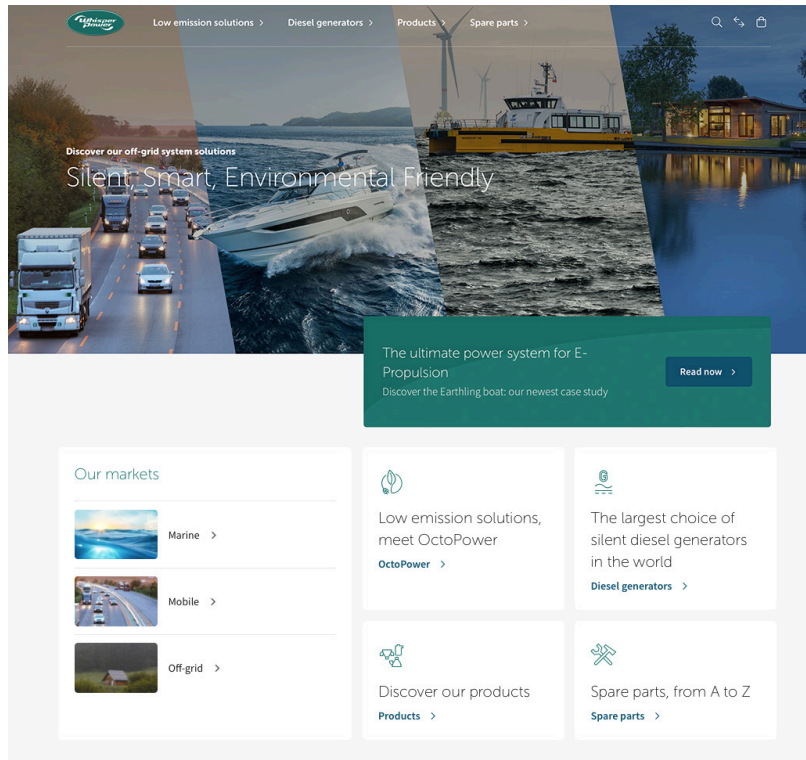 Whisper
Power
Low emission solutions
Diesel generators
Products
Spare parts
Discover our off-grid system solutions
Silent, Smart, Environmental Friendly
The ultimate power system for E-
Propulsion
Discover the Earthling boat: our newest case study
Read now
Our markets
Marine
Mobile
Off-grid
Low emission solutions,
meet OctoPower
OctoPower
G
The largest choice of
silent diesel generators
in the world
Diesel generators
Discover our products
Products
Spare parts, from A to Z
Spare parts